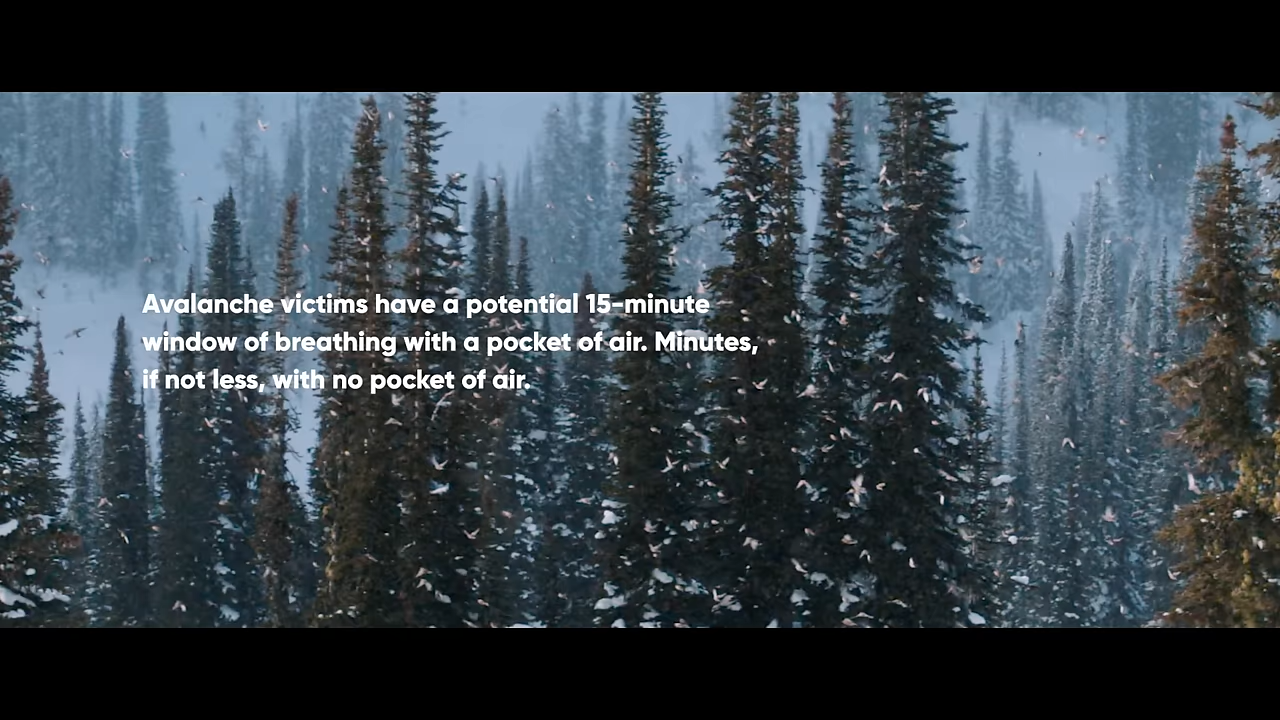 Avalanche victims have a potential 15-minute
window of breathing with a pocket of air. Minutes,
if not less, with no pocket of air.